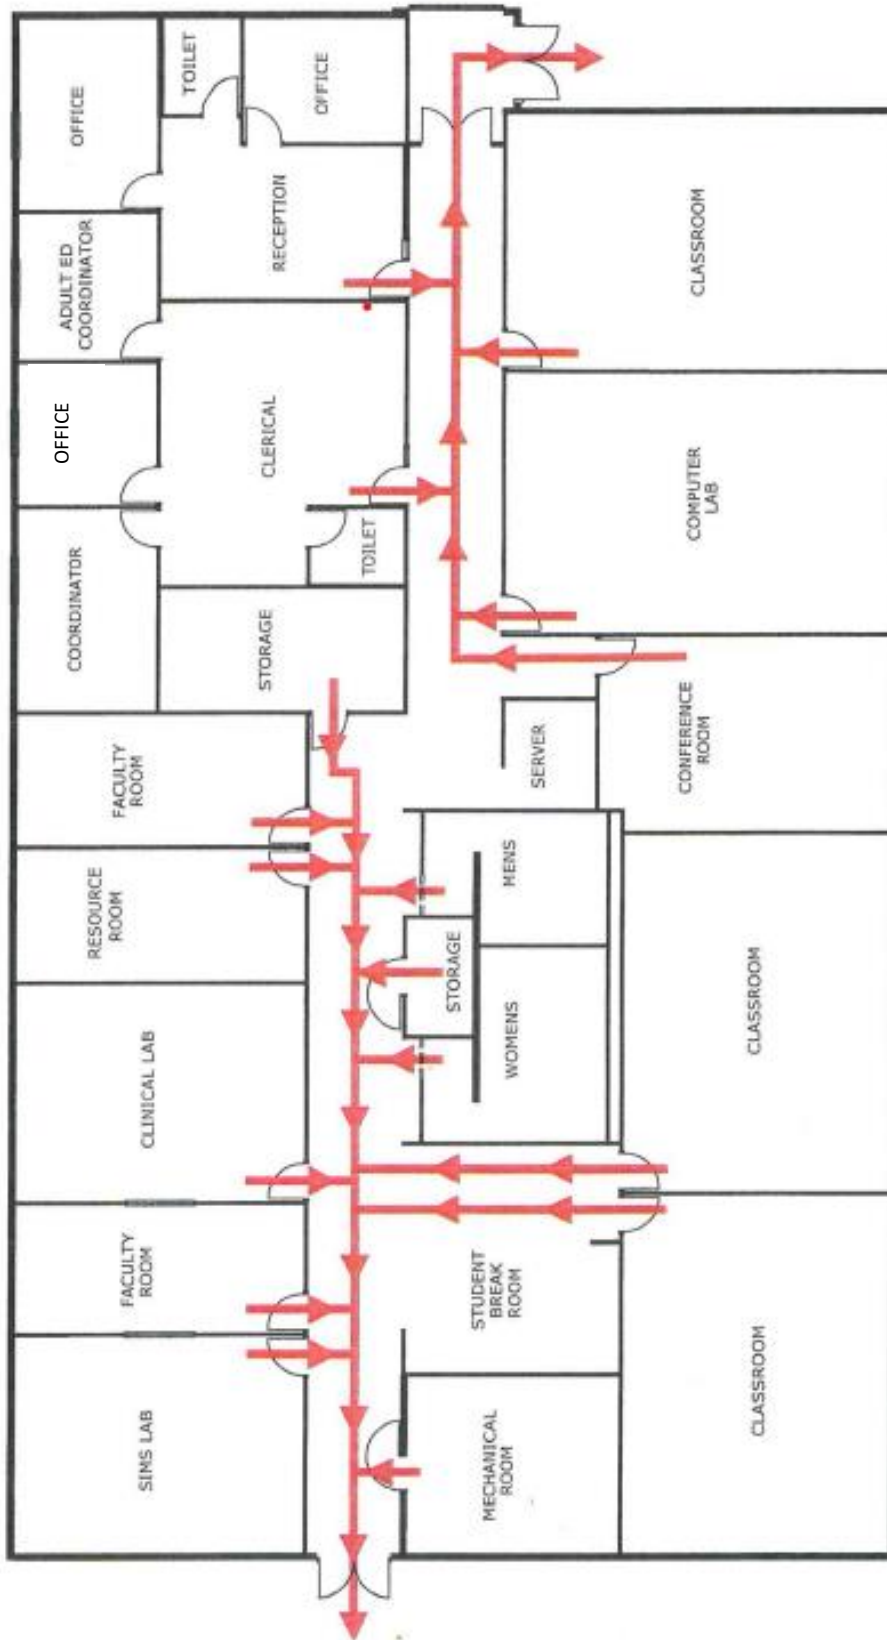 OFFICE
TOILET
OFFICE
ADULT ED
COORDINATOR
RECEPTION
CLASSROOM
OFFICE
CLERICAL
COMPUTER
LAB
COORDINATOR
TOILET
STORAGE
FACULTY
ROOM
SERVER
CONFERENCE
ROOM
RESOURCE
ROOM
MENS
STORAGE
WOMENS
CLASSROOM
CLINICAL LAB
FACULTY
ROOM
STUDENT
BREAK
ROOM
SIMS LAB
MECHANICAL
ROOM
CLASSROOM